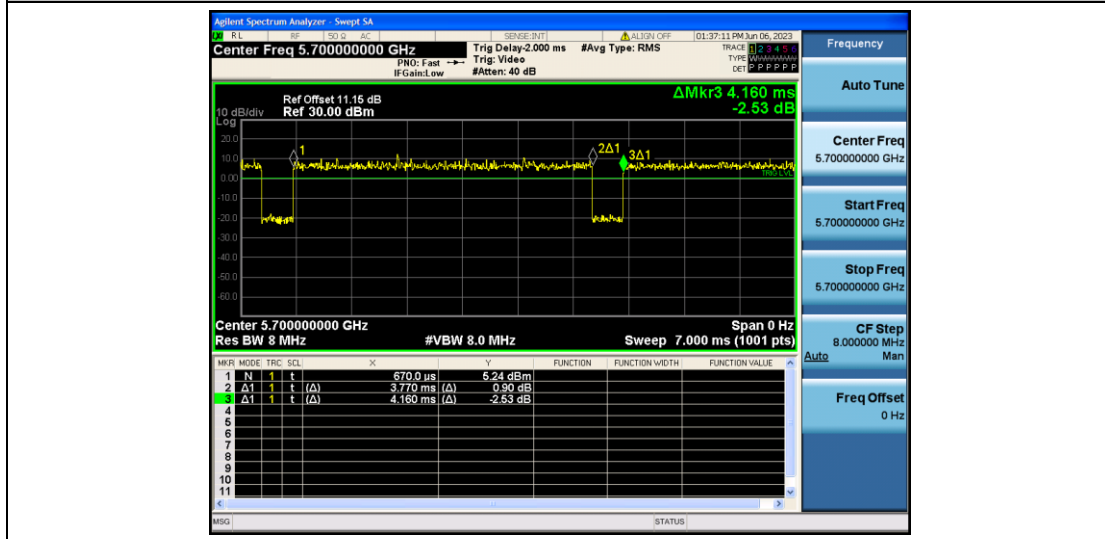 Agilent Spectrum Analyzer - Swept SA
RL RF 50 Ω AC SENSE:INT ALIGN OFF 01:37:11 PM Jun 06, 2023
Center Freq 5.700000000 GHz
PNO: Fast
IFGain:Low
Trig Delay-2.000 ms
Trig: Video
#Atten: 40 dB
#Avg Type: RMS
TRACE 1 2 3 4 5 6
TYPE
DET P P P P P P
ΔMkr3 4.160 ms
-2.53 dB
10 dB/div
Log
Ref Offset 11.15 dB
Ref 30.00 dBm
20.0
10.0
0.00
-10.0
-20.0
-30.0
-40.0
-50.0
-60.0
1
2Δ1
3Δ1
TRIG LVL
Center 5.700000000 GHz Span 0 Hz
Res BW 8 MHz #VBW 8.0 MHz Sweep 7.000 ms (1001 pts)
MKR MODE TRC SCL X Y FUNCTION FUNCTION WIDTH FUNCTION VALUE
1 N 1 t 670.0 µs 5.24 dBm
2 Δ1 1 t (Δ) 3.770 ms (Δ) 0.90 dB
3 Δ1 1 t (Δ) 4.160 ms (Δ) -2.53 dB
4
5
6
7
8
9
10
11
MSG STATUS
Frequency
Auto Tune
Center Freq
5.700000000 GHz
Start Freq
5.700000000 GHz
Stop Freq
5.700000000 GHz
CF Step
8.000000 MHz
Auto Man
Freq Offset
0 Hz